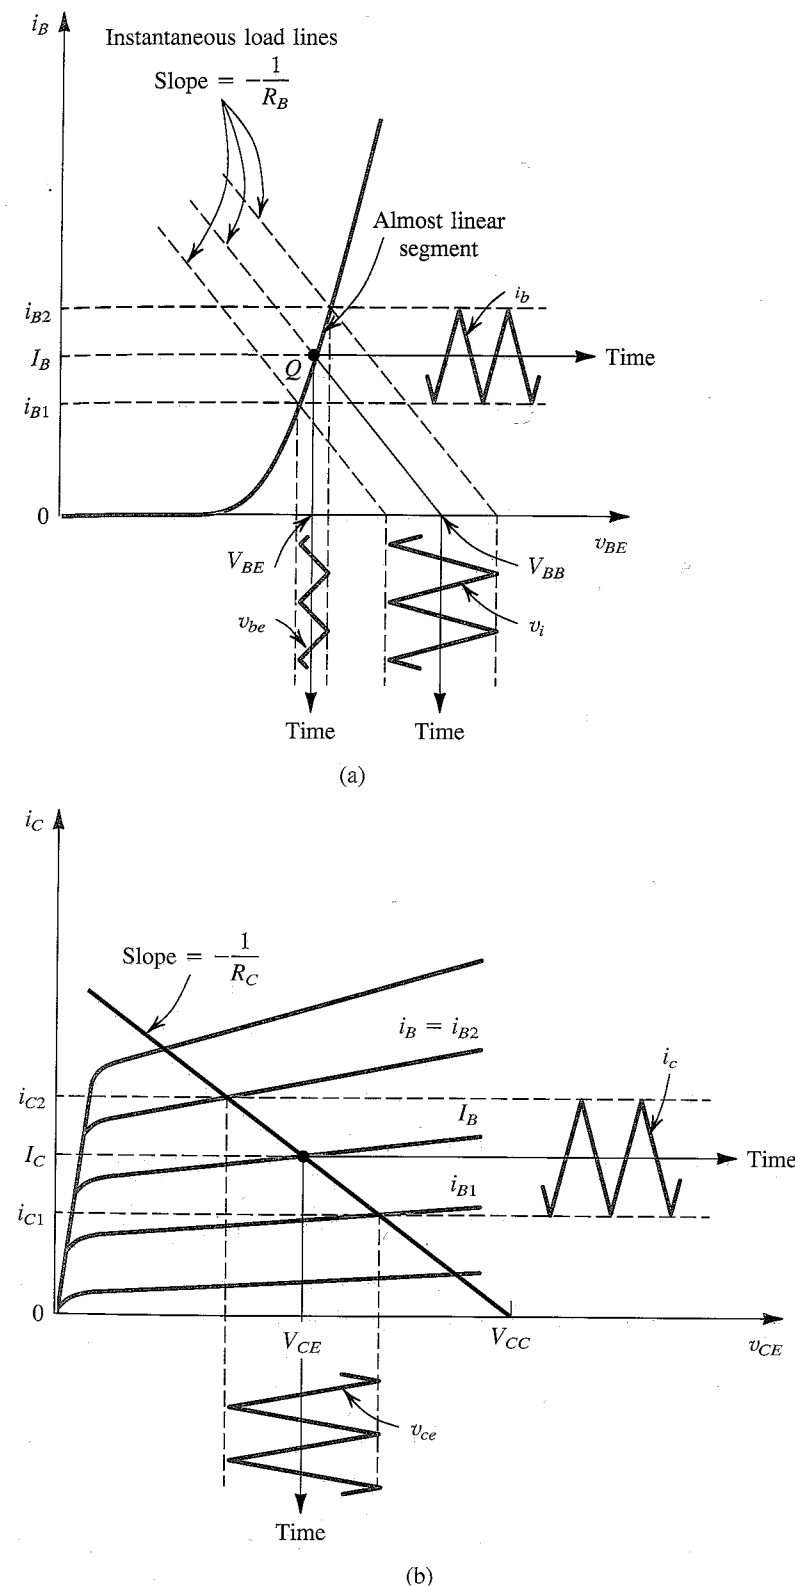 i_B
Instantaneous load lines
Slope = -1/R_B
Almost linear
segment
i_b
i_B2
I_B
Q
Time
i_B1
0
V_BE
V_BB
v_BE
v_be
v_i
Time
Time
(a)
i_C
Slope = -1/R_C
i_B = i_B2
i_c
i_C2
I_B
I_C
Time
i_B1
i_C1
0
V_CE
V_CC
v_CE
v_ce
Time
(b)